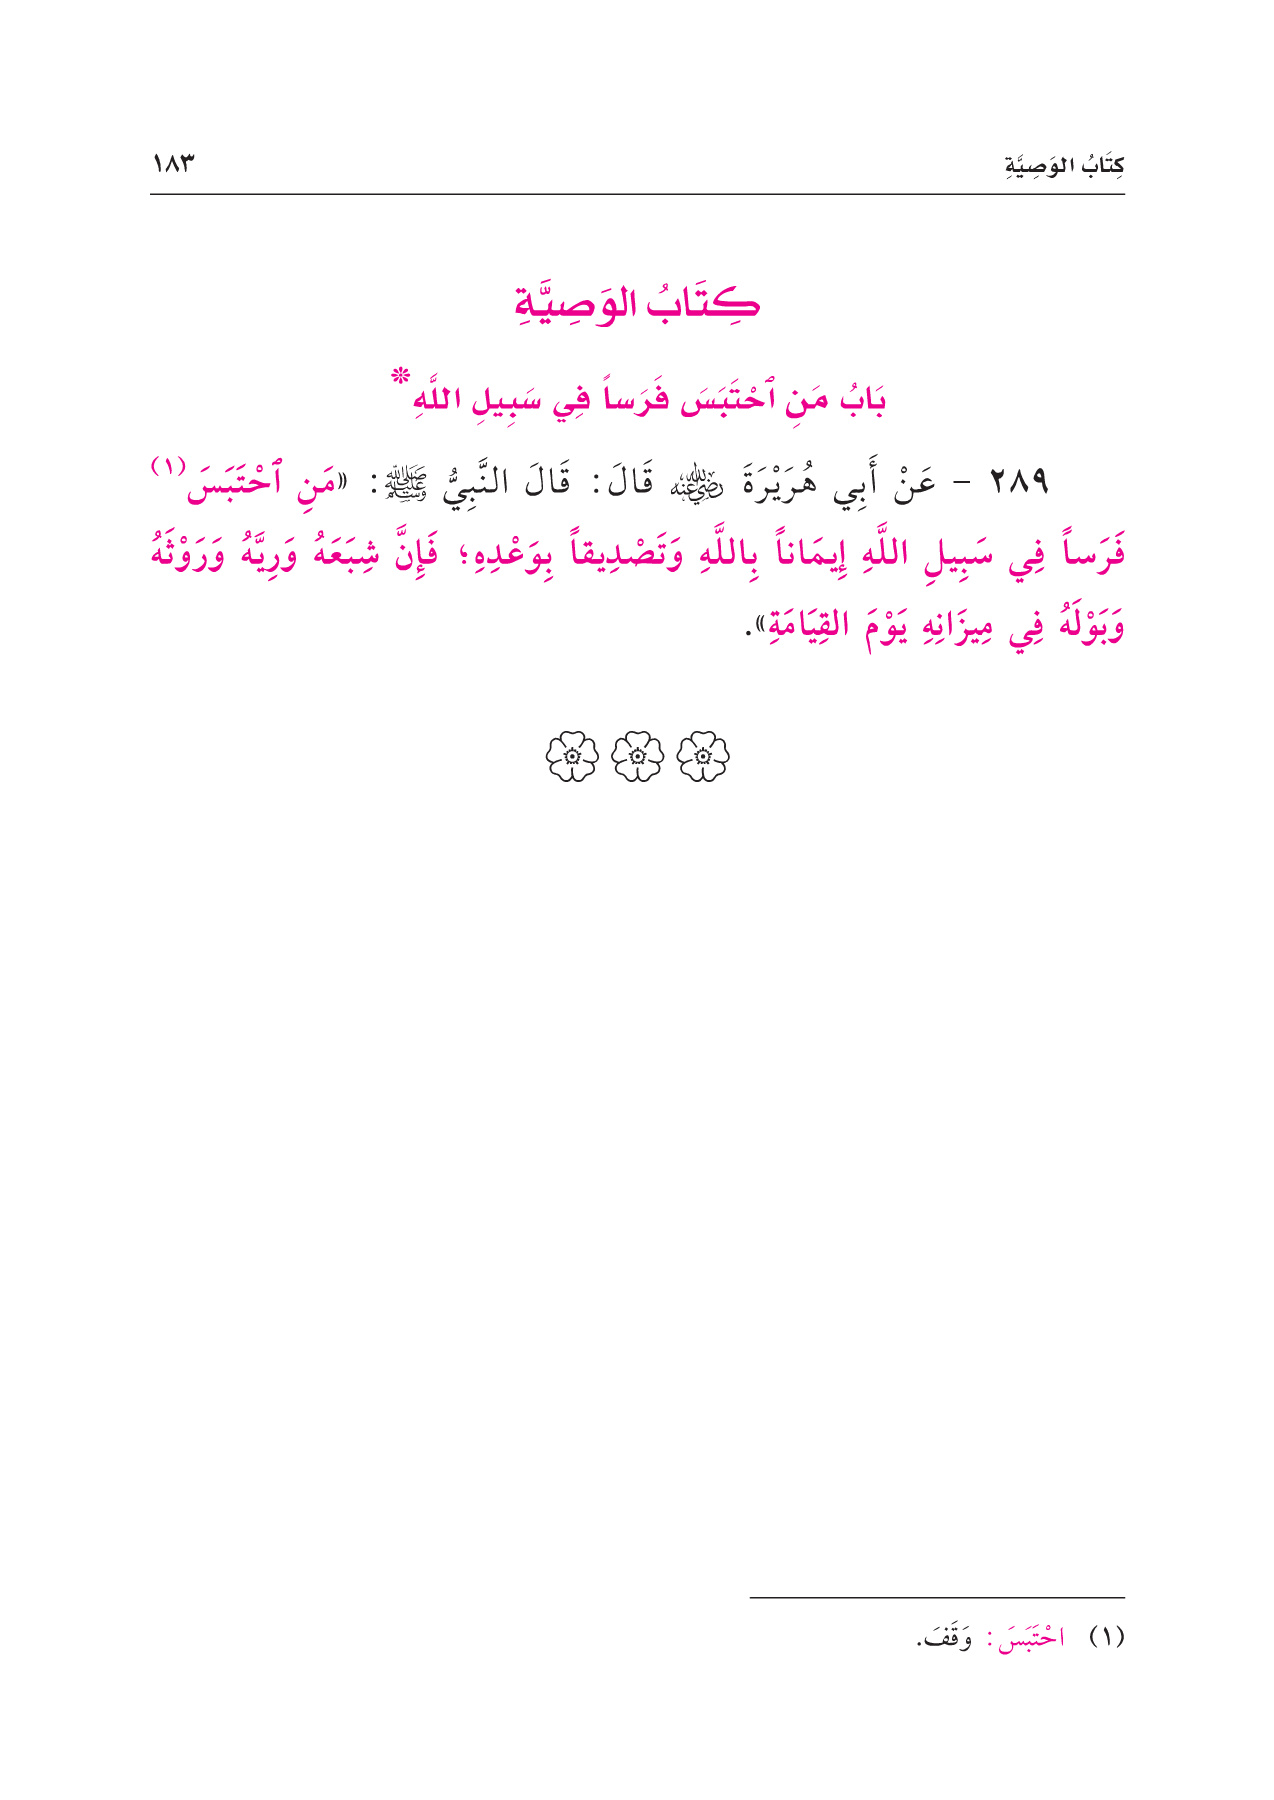 كِتَابُ الوَصِيَّةِ ١٨٣
كِتَابُ الوَصِيَّةِ
بَابُ مَنِ ٱحْتَبَسَ فَرَساً فِي سَبِيلِ اللَّهِ*
٢٨٩ - عَنْ أَبِي هُرَيْرَةَ رضي الله عنه قَالَ: قَالَ النَّبِيُّ ﷺ: «مَنِ ٱحْتَبَسَ(١)
فَرَساً فِي سَبِيلِ اللَّهِ إِيمَاناً بِاللَّهِ وَتَصْدِيقاً بِوَعْدِهِ؛ فَإِنَّ شِبَعَهُ وَرِيَّهُ وَرَوْثَهُ
وَبَوْلَهُ فِي مِيزَانِهِ يَوْمَ القِيَامَةِ».
(١) احْتَبَسَ: وَقَفَ.